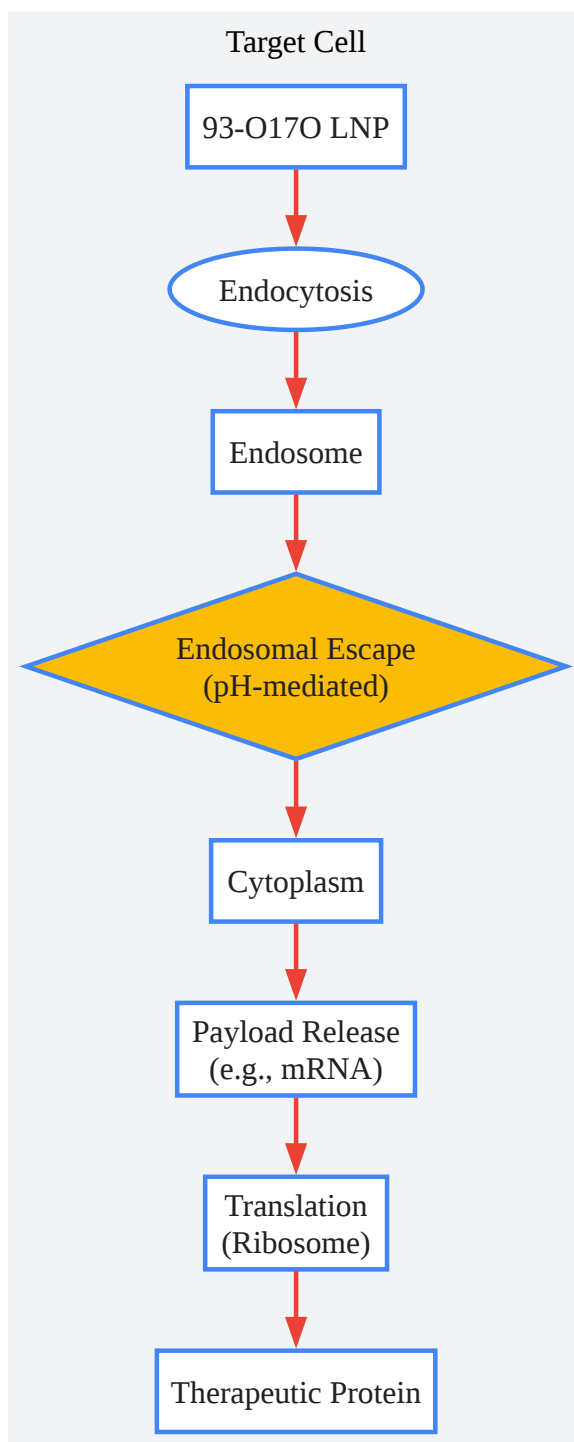 Target Cell
93-O17O LNP
Endocytosis
Endosome
Endosomal Escape
(pH-mediated)
Cytoplasm
Payload Release
(e.g., mRNA)
Translation
(Ribosome)
Therapeutic Protein